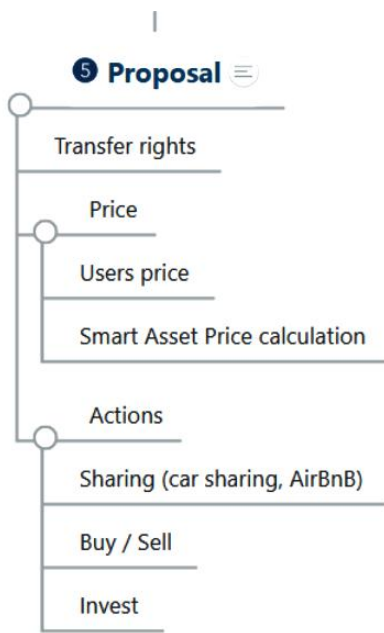 5 Proposal
Transfer rights
Price
Users price
Smart Asset Price calculation
Actions
Sharing (car sharing, AirBnB)
Buy / Sell
Invest